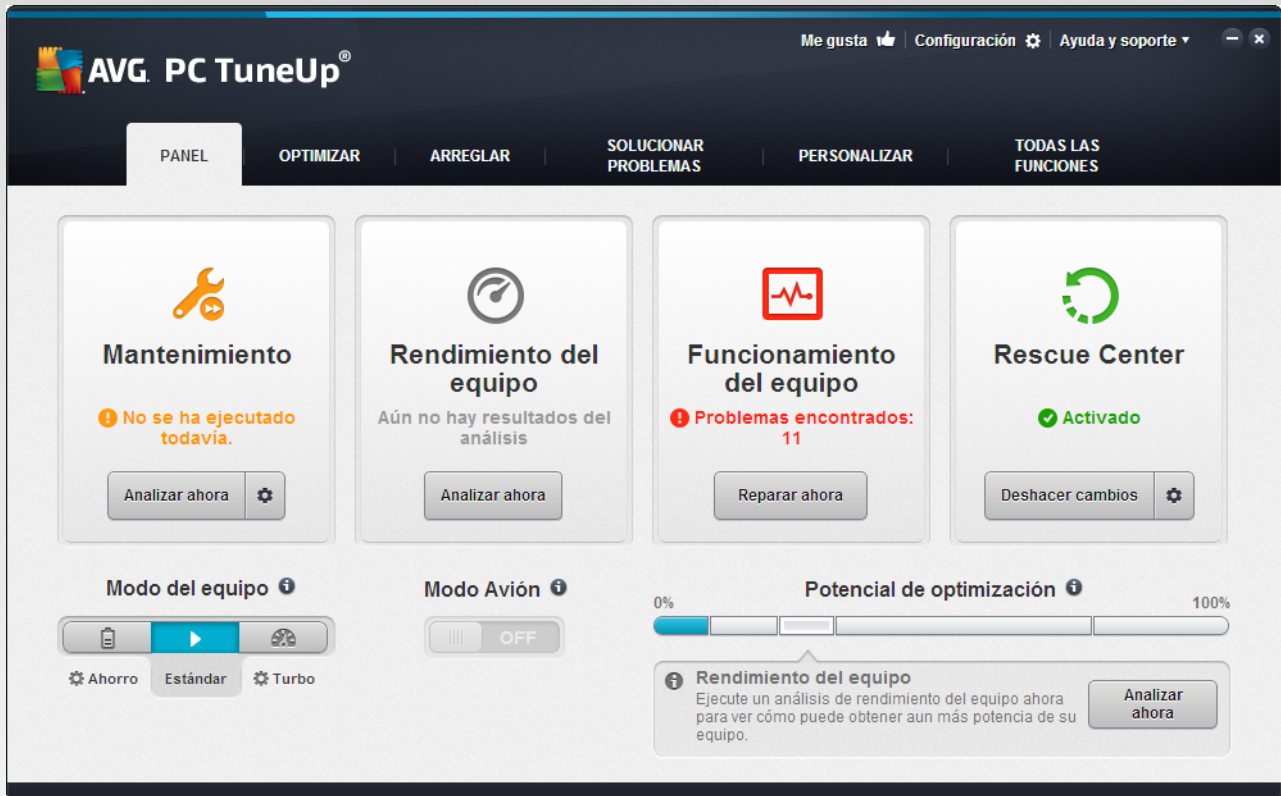 Me gusta | Configuración | Ayuda y soporte
AVG. PC TuneUp®
PANEL
OPTIMIZAR
ARREGLAR
SOLUCIONAR
PROBLEMAS
PERSONALIZAR
TODAS LAS
FUNCIONES
Mantenimiento
No se ha ejecutado
todavía.
Analizar ahora
Rendimiento del
equipo
Aún no hay resultados del
análisis
Analizar ahora
Funcionamiento
del equipo
Problemas encontrados:
11
Reparar ahora
Rescue Center
Activado
Deshacer cambios
Modo del equipo
Ahorro
Estándar
Turbo
Modo Avión
OFF
Potencial de optimización
0%
100%
Rendimiento del equipo
Ejecute un análisis de rendimiento del equipo ahora
para ver cómo puede obtener aun más potencia de su
equipo.
Analizar
ahora